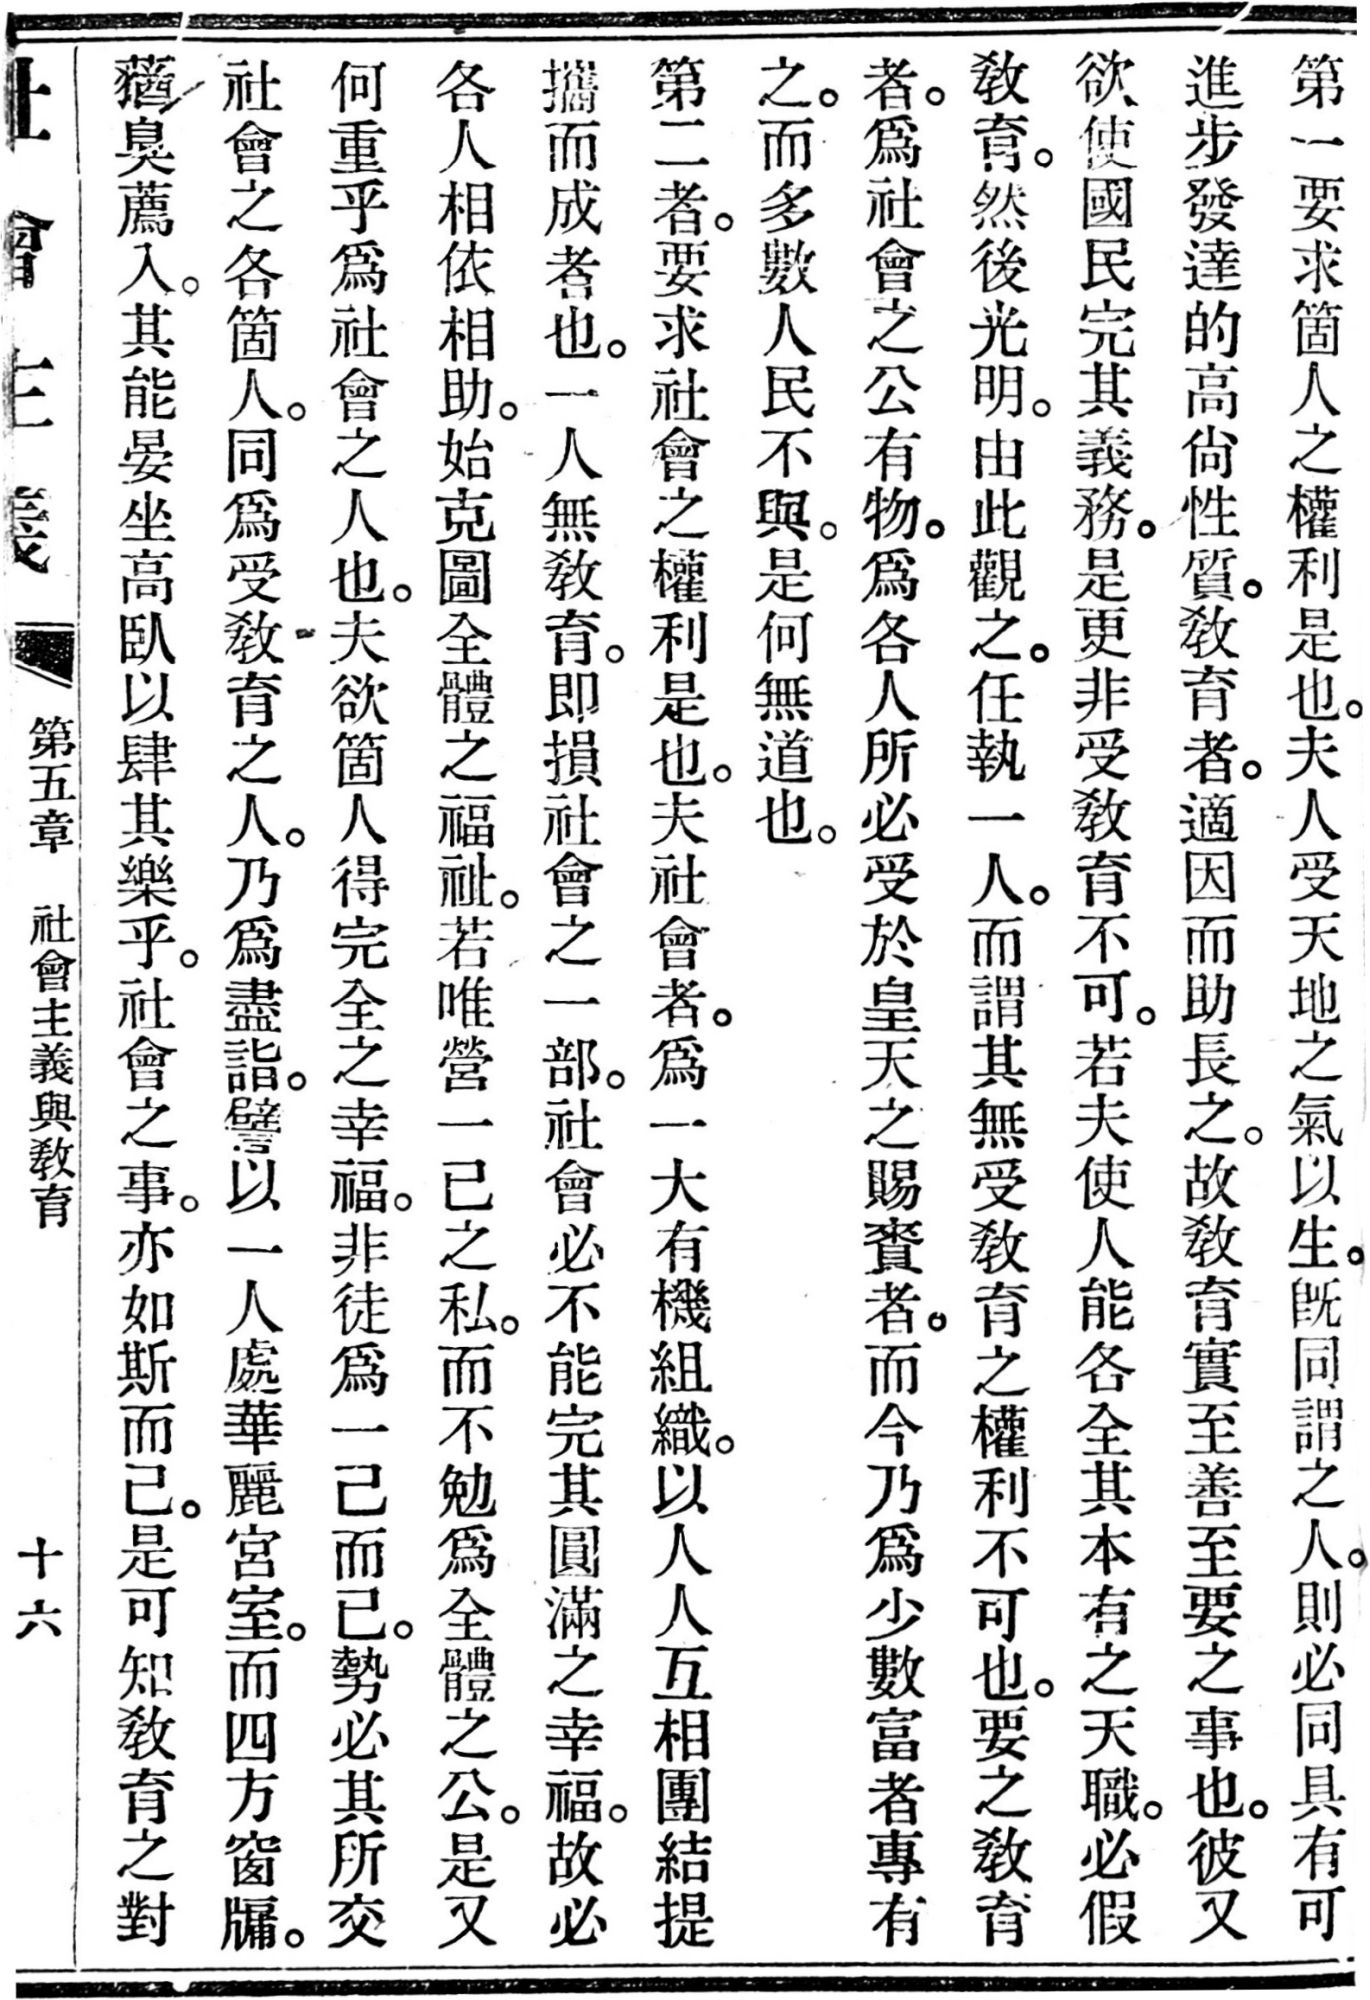 第一要求箇人之權利是也。夫人受天地之氣以生。既同謂之人。則必同具有可
進步發達的高尙性質。敎育者。適因而助長之。故敎育實至善至要之事也。彼又
欲使國民完其義務。是更非受敎育不可。若夫使人能各全其本有之天職。必假
敎育。然後光明。由此觀之。任執一人。而謂其無受敎育之權利不可也。要之敎育
者。爲社會之公有物。爲各人所必受於皇天之賜賚者。而今乃爲少數富者專有
之。而多數人民不與。是何無道也。
第二者。要求社會之權利是也。夫社會者。爲一大有機組織。以人人互相團結提
攜而成者也。一人無敎育。即損社會之一部。社會必不能完其圓滿之幸福。故必
各人相依相助。始克圖全體之福祉。若唯營一己之私。而不勉爲全體之公。是又
何重乎爲社會之人也。夫欲箇人得完全之幸福。非徒爲一己而已。勢必其所交
社會之各箇人。同爲受敎育之人。乃爲盡詣。譬以一人處華麗宮室。而四方窗牖。
蕕臭薦入。其能晏坐高臥以肆其樂乎。社會之事。亦如斯而已。是可知敎育之對
社會主義
第五章　社會主義與敎育
十六